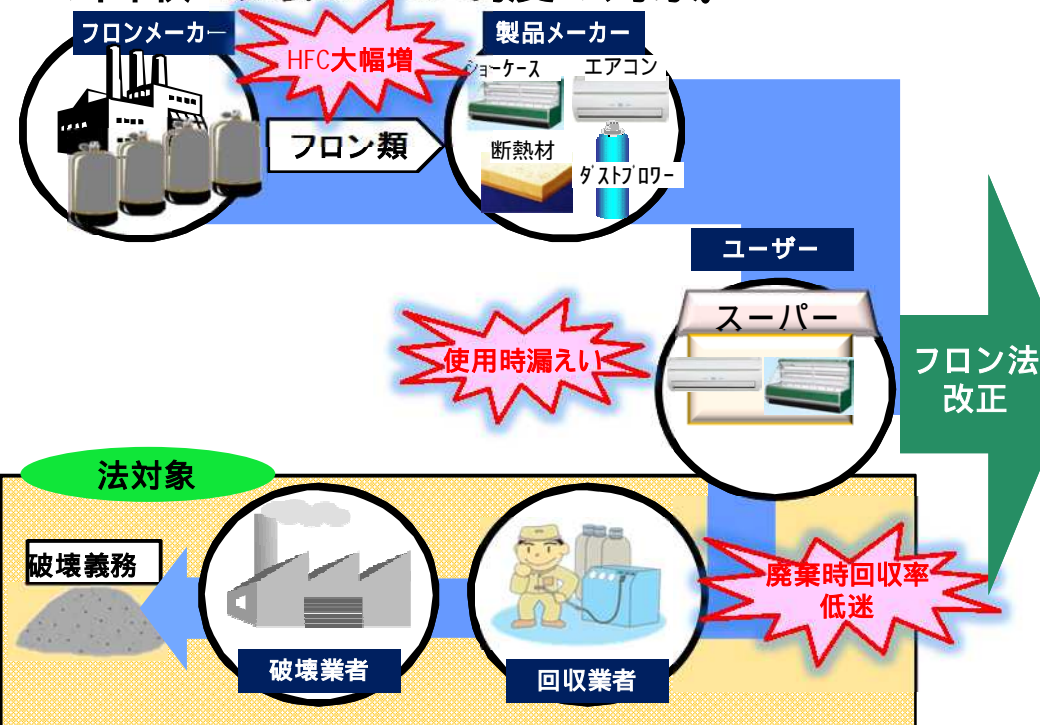 フロンメーカー
HFC大幅増
製品メーカー
ショーケース
エアコン
フロン類
断熱材
ダストブロワー
ユーザー
スーパー
使用時漏えい
フロン法
改正
法対象
破壊義務
廃棄時回収率
低迷
破壊業者
回収業者